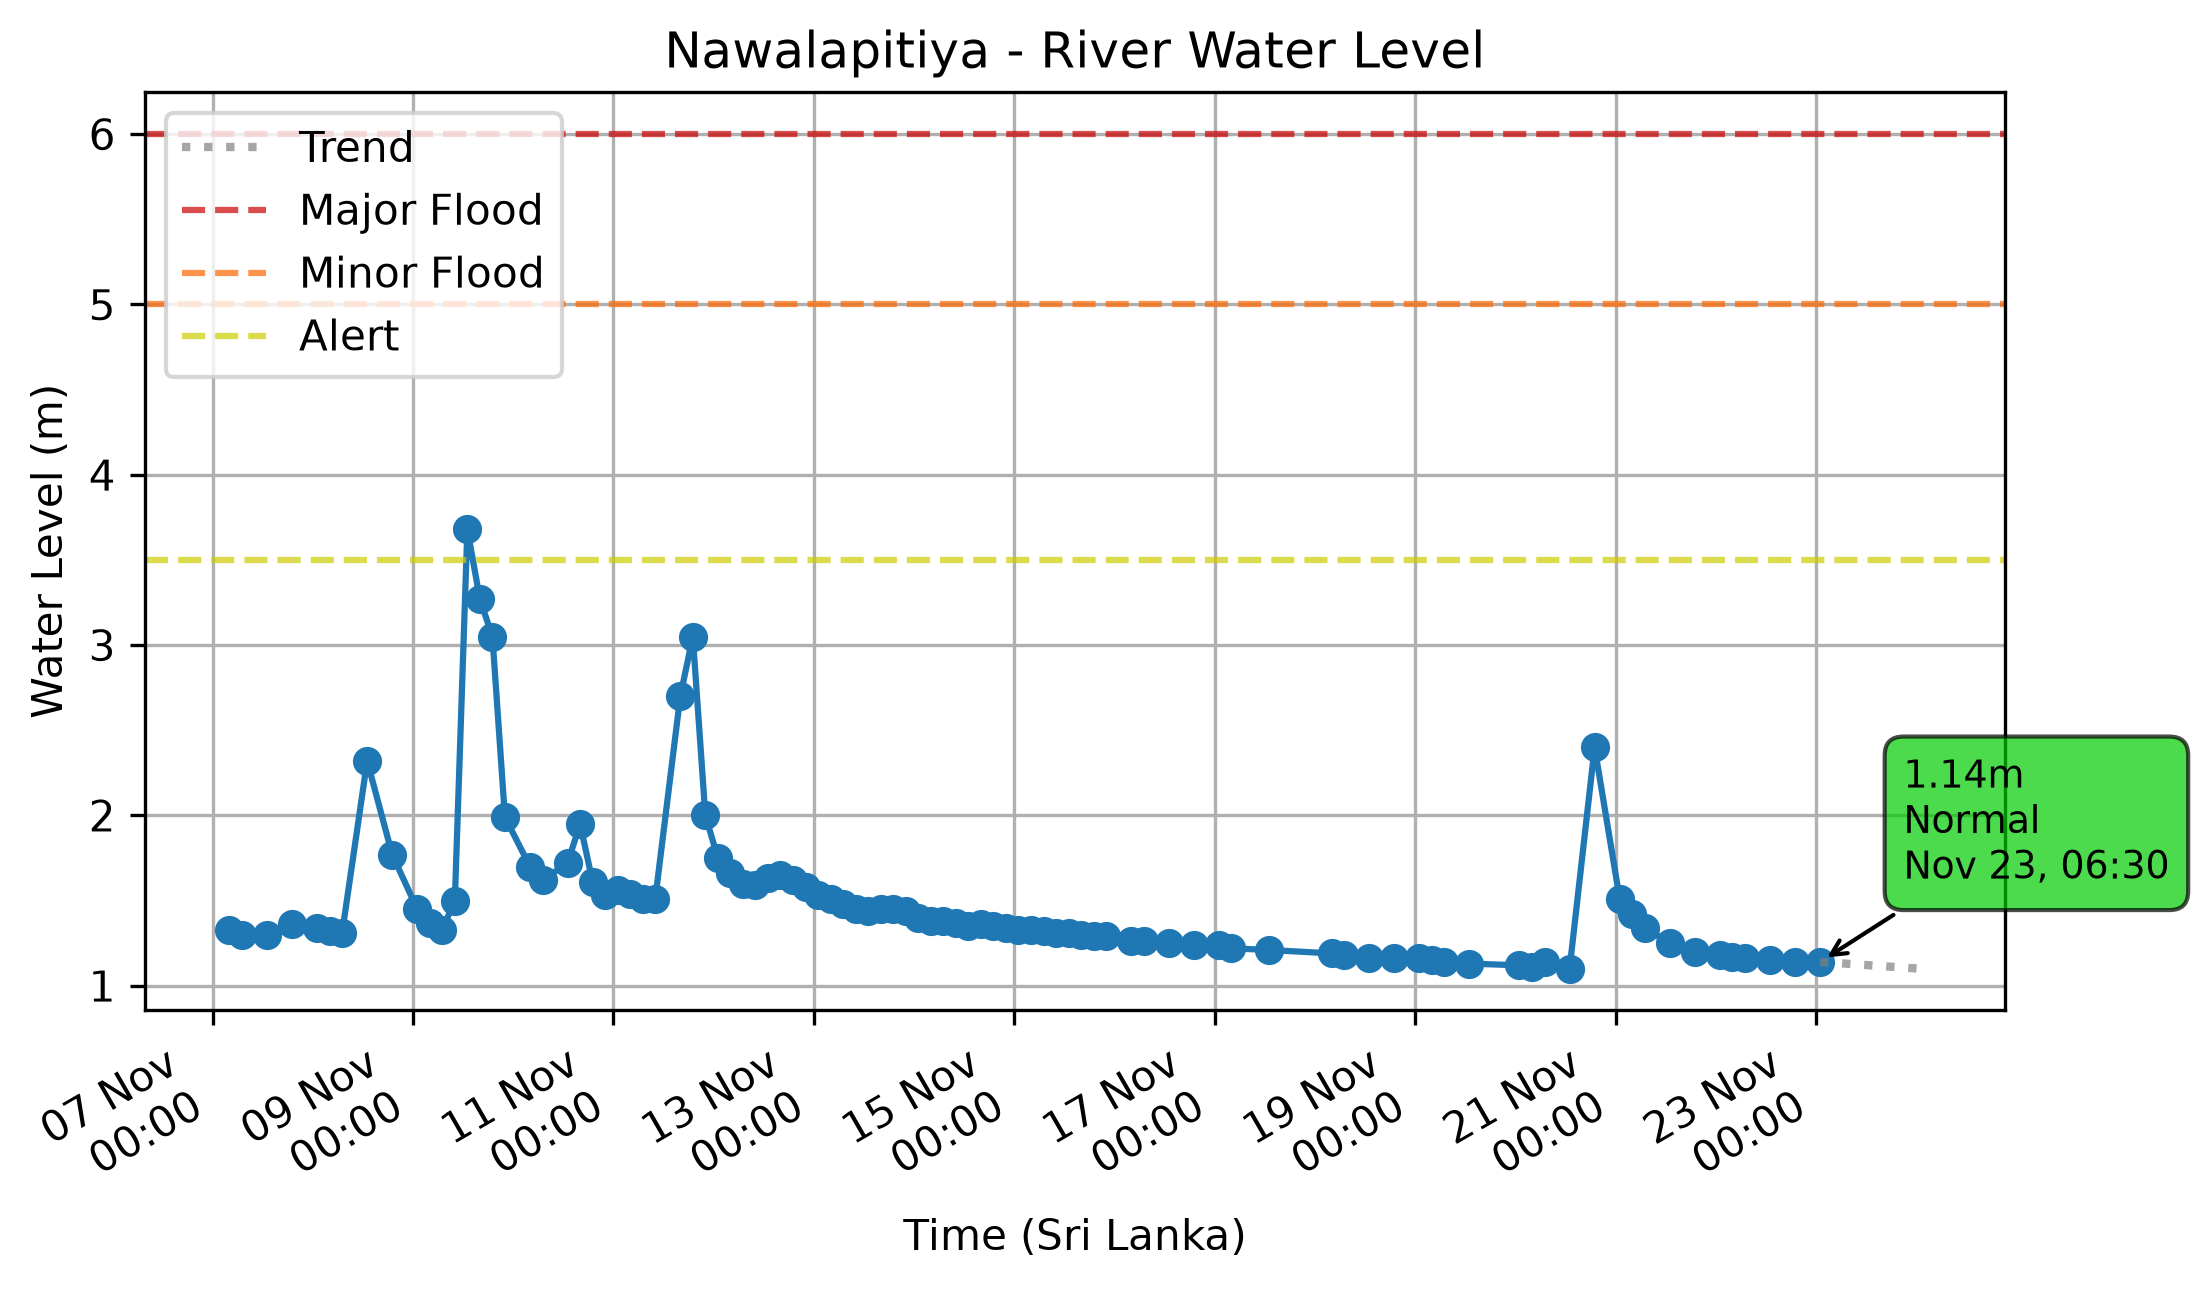 Nawalapitiya - River Water Level
Trend
Major Flood
Minor Flood
Alert
6
5
4
3
2
1
Water Level (m)
1.14m
Normal
Nov 23, 06:30
07 Nov
00:00
09 Nov
00:00
11 Nov
00:00
13 Nov
00:00
15 Nov
00:00
17 Nov
00:00
19 Nov
00:00
21 Nov
00:00
23 Nov
00:00
Time (Sri Lanka)